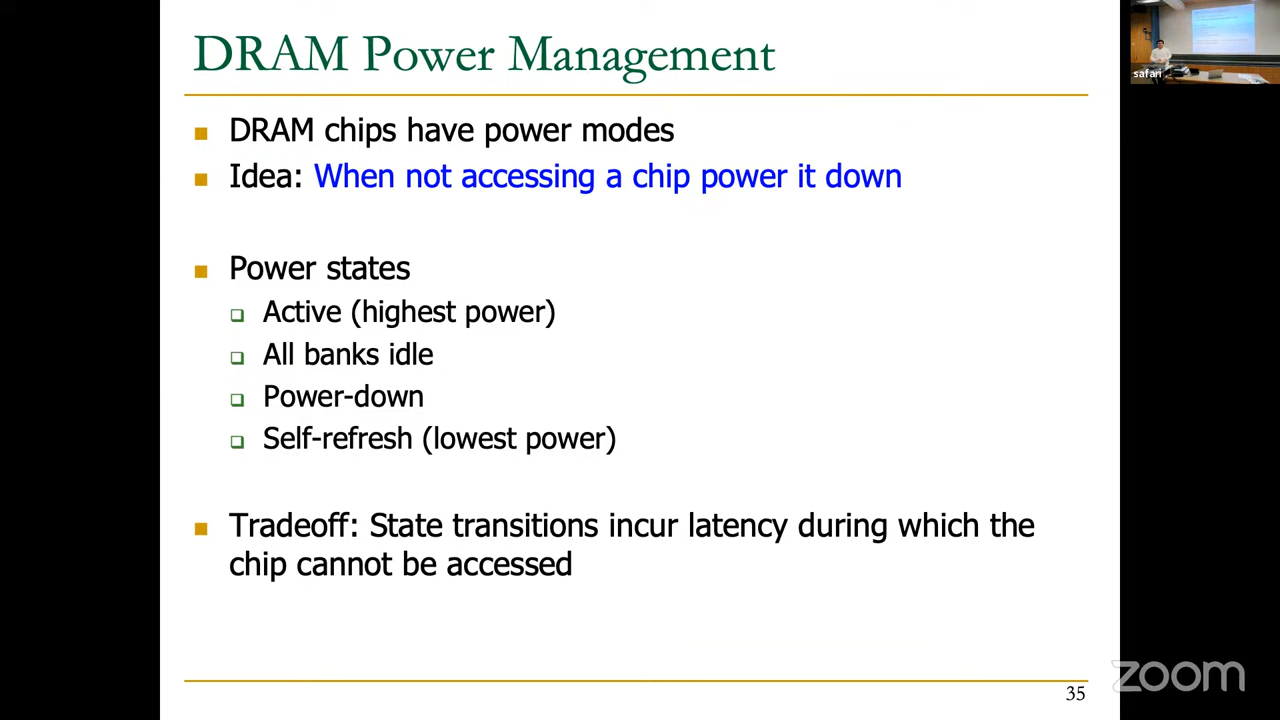 DRAM Power Management
DRAM chips have power modes
Idea: When not accessing a chip power it down
Power states
Active (highest power)
All banks idle
Power-down
Self-refresh (lowest power)
Tradeoff: State transitions incur latency during which the
chip cannot be accessed
35
safari
zoom